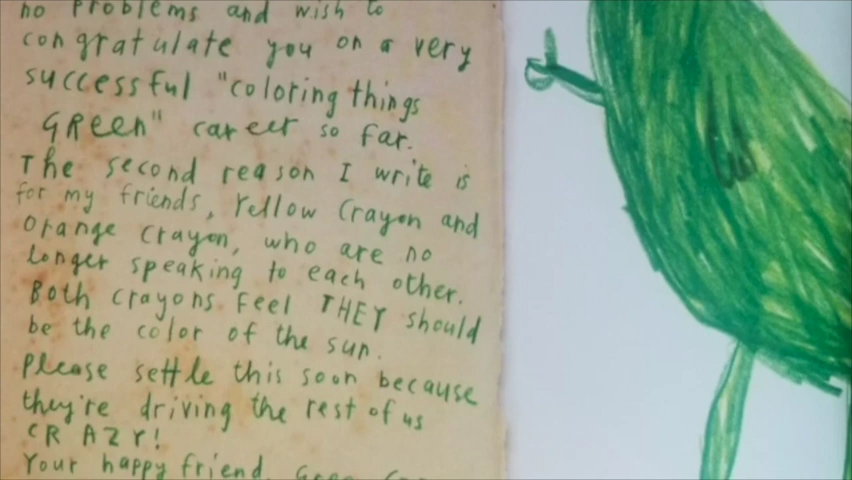 no problems and wish to
congratulate you on a very
successful "coloring things
GReen" career so far.
The second reason I write is
for my friends, Yellow Crayon and
Orange Crayon, who are no
longer speaking to each other.
Both crayons feel THEY should
be the color of the sun.
Please settle this soon because
they're driving the rest of us
CRAZY!
Your happy friend, Green